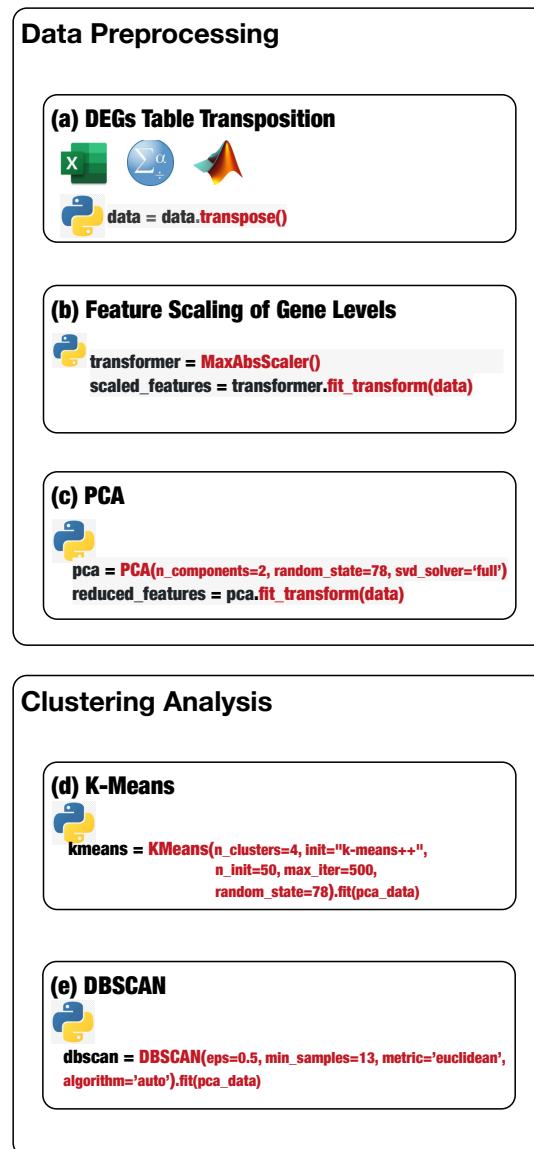 Data Preprocessing
(a) DEGs Table Transposition
X
Σα
÷
data = data.transpose()
(b) Feature Scaling of Gene Levels
transformer = MaxAbsScaler()
scaled_features = transformer.fit_transform(data)
(c) PCA
pca = PCA(n_components=2, random_state=78, svd_solver=‘full’)
reduced_features = pca.fit_transform(data)
Clustering Analysis
(d) K-Means
kmeans = KMeans(n_clusters=4, init="k-means++",
n_init=50, max_iter=500,
random_state=78).fit(pca_data)
(e) DBSCAN
dbscan = DBSCAN(eps=0.5, min_samples=13, metric=’euclidean’,
algorithm=’auto’).fit(pca_data)